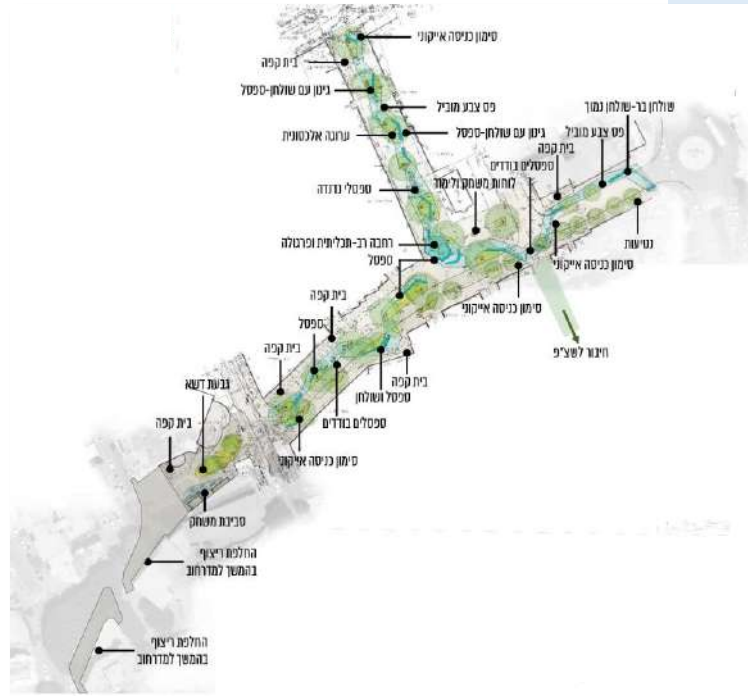 סימון כניסה אייקוני
בית קפה
גינון עם שולחן-ספסל
פס צבע מוביל
גינון עם שולחן-ספסל
ערוגה אלכסונית
ספסלי נדנדה
שולחן בר-שולחן נמוך
פס צבע מוביל
בית קפה
ספסלים בודדים
לוחות משחק ולימוד
רחבה רב-תכליתית ופרגולה
ספסל
נטיעות
סימון כניסה אייקוני
סימון כניסה אייקוני
חיבור לשצ"פ
בית קפה
ספסל
בית קפה
בית קפה
ספסל ושולחן
ספסלים בודדים
סימון כניסה אייקוני
גבעת דשא
בית קפה
סביבת משחק
החלפת ריצוף
בהמשך למדרחוב
החלפת ריצוף
בהמשך למדרחוב